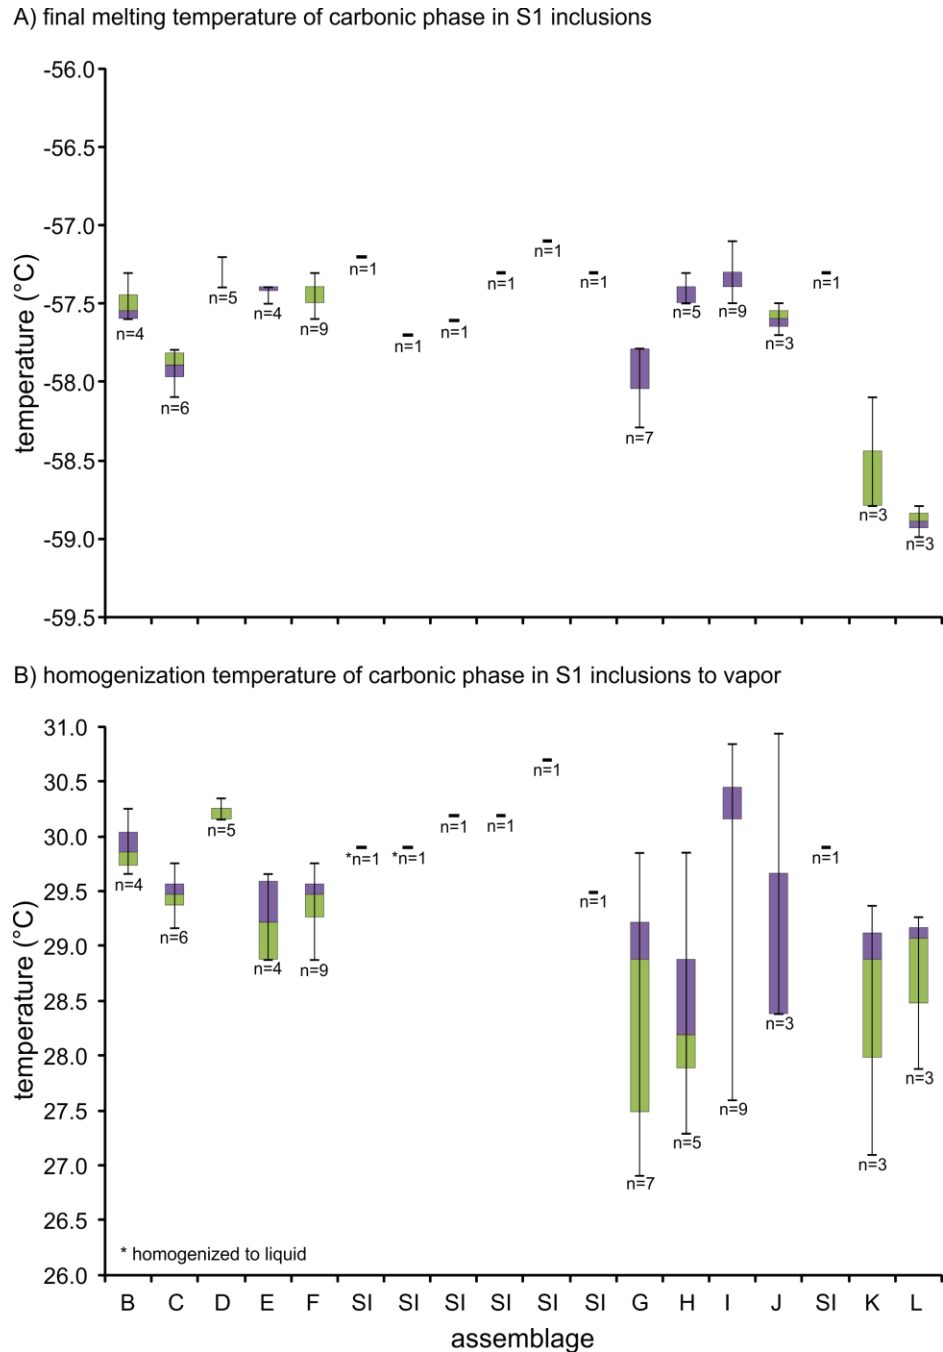 A) final melting temperature of carbonic phase in S1 inclusions
temperature (°C)
-56.0
-56.5
-57.0
-57.5
-58.0
-58.5
-59.0
-59.5
n=4
n=6
n=5
n=4
n=9
n=1
n=1
n=1
n=1
n=1
n=1
n=7
n=5
n=9
n=3
n=1
n=3
n=3
B) homogenization temperature of carbonic phase in S1 inclusions to vapor
temperature (°C)
31.0
30.5
30.0
29.5
29.0
28.5
28.0
27.5
27.0
26.5
26.0
n=4
n=6
n=5
n=4
n=9
*n=1
*n=1
n=1
n=1
n=1
n=1
n=7
n=5
n=9
n=3
n=1
n=3
n=3
* homogenized to liquid
B C D E F SI SI SI SI SI SI G H I J SI K L
assemblage